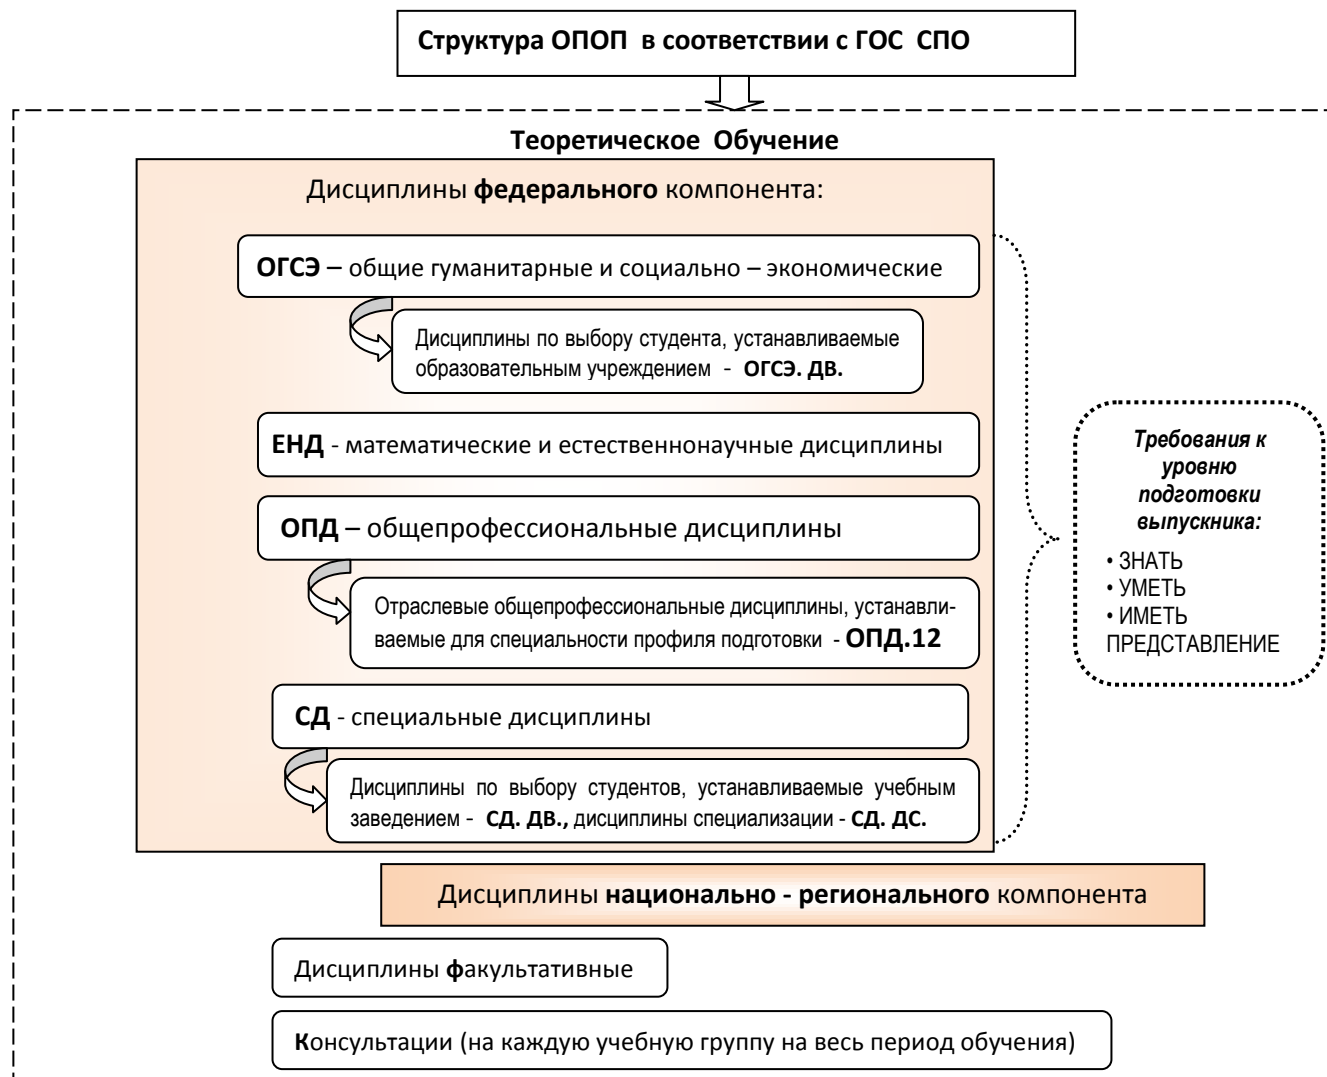 Структура ОПОП в соответствии с ГОС СПО
Теоретическое Обучение
Дисциплины федерального компонента:
ОГСЭ – общие гуманитарные и социально – экономические
Дисциплины по выбору студента, устанавливаемые
образовательным учреждением - ОГСЭ. ДВ.
ЕНД - математические и естественнонаучные дисциплины
ОПД – общепрофессиональные дисциплины
Отраслевые общепрофессиональные дисциплины, устанавли-
ваемые для специальности профиля подготовки - ОПД.12
СД - специальные дисциплины
Дисциплины по выбору студентов, устанавливаемые учебным
заведением - СД. ДВ., дисциплины специализации - СД. ДС.
Требования к
уровню
подготовки
выпускника:
• ЗНАТЬ
• УМЕТЬ
• ИМЕТЬ
ПРЕДСТАВЛЕНИЕ
Дисциплины национально - регионального компонента
Дисциплины факультативные
Консультации (на каждую учебную группу на весь период обучения)